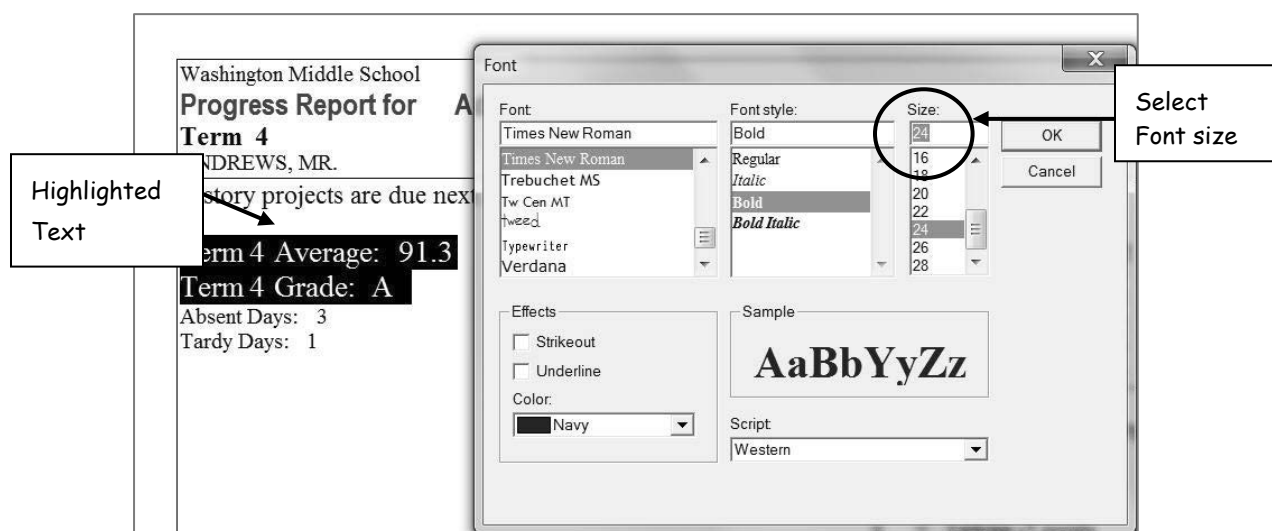 Washington Middle School
Progress Report for A
Term 4
NDREWS, MR.
story projects are due next
erm 4 Average: 91.3
Term 4 Grade: A
Absent Days: 3
Tardy Days: 1
Highlighted
Text
Font
Font:
Times New Roman
Times New Roman
Trebuchet MS
Tw Cen MT
tweed
Typewriter
Verdana
Font style:
Bold
Regular
Italic
Bold
Bold Italic
Size:
24
16
18
20
22
24
26
28
OK
Cancel
Select
Font size
Effects
Strikeout
Underline
Color:
Navy
Sample
AaBbYyZz
Script:
Western